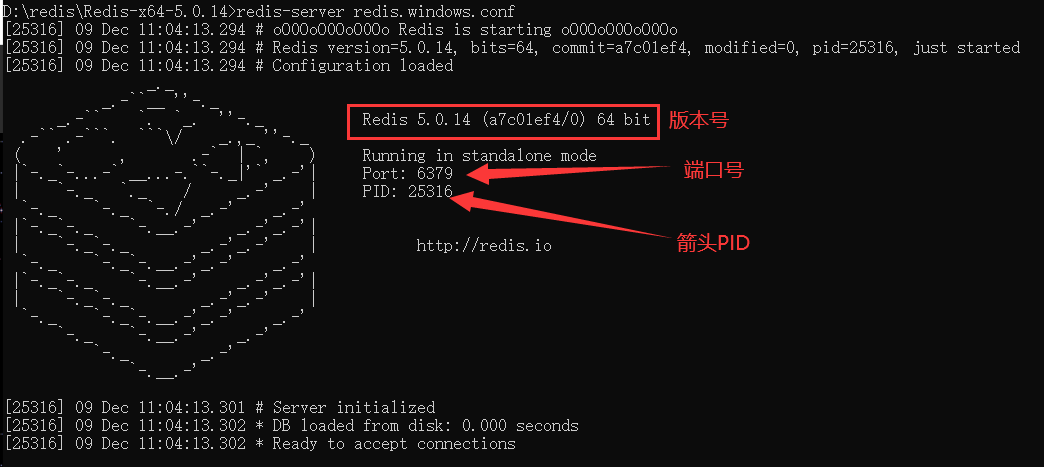 D:\redis\Redis-x64-5.0.14>redis-server redis.windows.conf
[25316] 09 Dec 11:04:13.294 # oO0OoO0OoO0Oo Redis is starting oO0OoO0OoO0Oo
[25316] 09 Dec 11:04:13.294 # Redis version=5.0.14, bits=64, commit=a7c01ef4, modified=0, pid=25316, just started
[25316] 09 Dec 11:04:13.294 # Configuration loaded
Redis 5.0.14 (a7c01ef4/0) 64 bit 版本号
Running in standalone mode
Port: 6379 端口号
PID: 25316
箭头PID
http://redis.io
[25316] 09 Dec 11:04:13.301 # Server initialized
[25316] 09 Dec 11:04:13.302 * DB loaded from disk: 0.000 seconds
[25316] 09 Dec 11:04:13.302 * Ready to accept connections